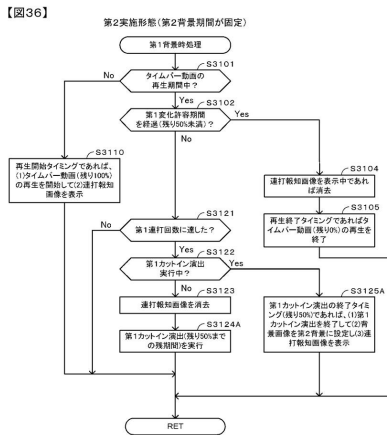 【図36】
第2実施形態(第2背景期間が固定)
第1背景時処理
S3101
タイムバー動画の
再生期間中?
No
Yes
S3102
第1変化許容期間
を経過(残り50%未満)?
Yes
No
S3110
再生開始タイミングであれば、
(1)タイムバー動画(残り100%)
の再生を開始して(2)連打報知
画像を表示
S3104
連打報知画像を表示中であれ
ば消去
S3105
再生終了タイミングであればタ
イムバー動画(残り0%)の再生を
終了
S3121
No
第1連打回数に達した?
Yes
S3122
第1カットイン演出
実行中?
Yes
No
S3123
連打報知画像を消去
S3124A
第1カットイン演出(残り50%まで
の残期間)を実行
S3125A
第1カットイン演出の終了タイミ
ング(残り50%)であれば、(1)第1
カットイン演出を終了して(2)背
景画像を第2背景に設定し(3)連
打報知画像を表示
RET